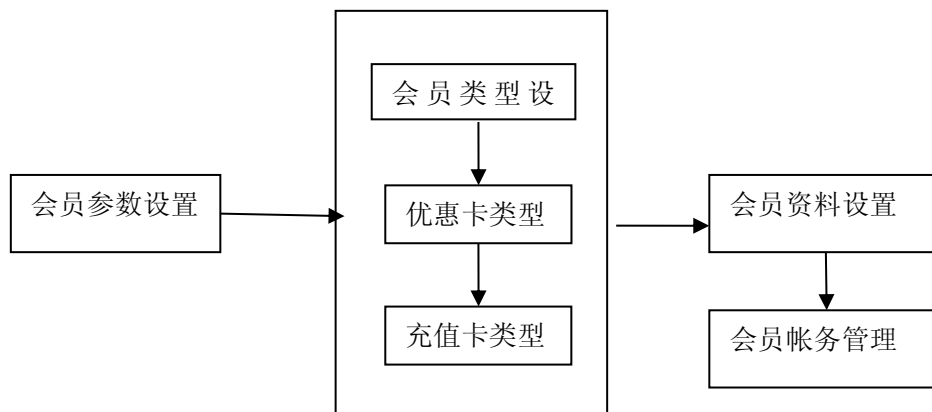 会员类型设
会员参数设置
优惠卡类型
会员资料设置
充值卡类型
会员帐务管理